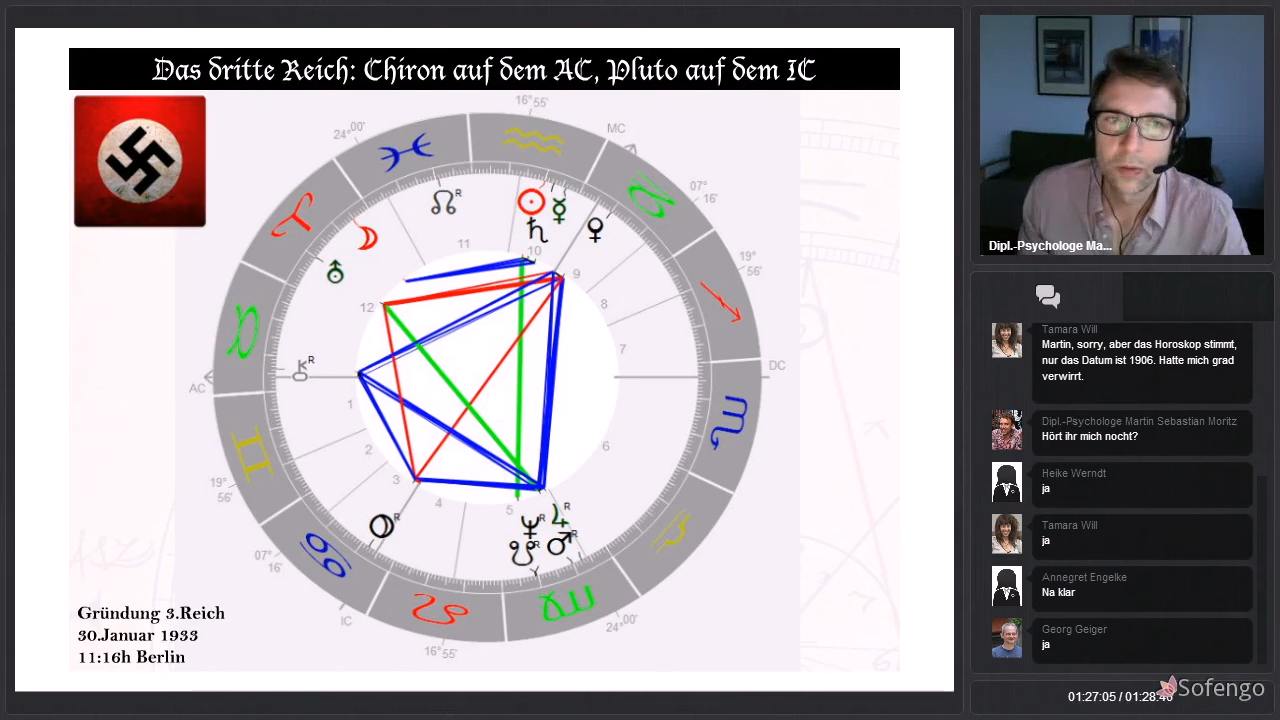 Das dritte Reich: Chiron auf dem AC, Pluto auf dem IC
16° 55'
24° 00'
MC
07° 16'
19° 56'
DC
AC
R
R
11
10
9
8
7
12
1
2
3
4
5
6
R
R
R
R
19° 56'
07° 16'
IC
16° 55'
24° 00'
Gründung 3.Reich
30.Januar 1933
11:16h Berlin
Dipl.-Psychologe Ma...
Tamara Will
Martin, sorry, aber das Horoskop stimmt,
nur das Datum ist 1906. Hatte mich grad
verwirrt.
Dipl.-Psychologe Martin Sebastian Moritz
Hört ihr mich nocht?
Heike Werndt
ja
Tamara Will
ja
Annegret Engelke
Na klar
Georg Geiger
ja
01:27:05 / 01:28:46
Sofengo